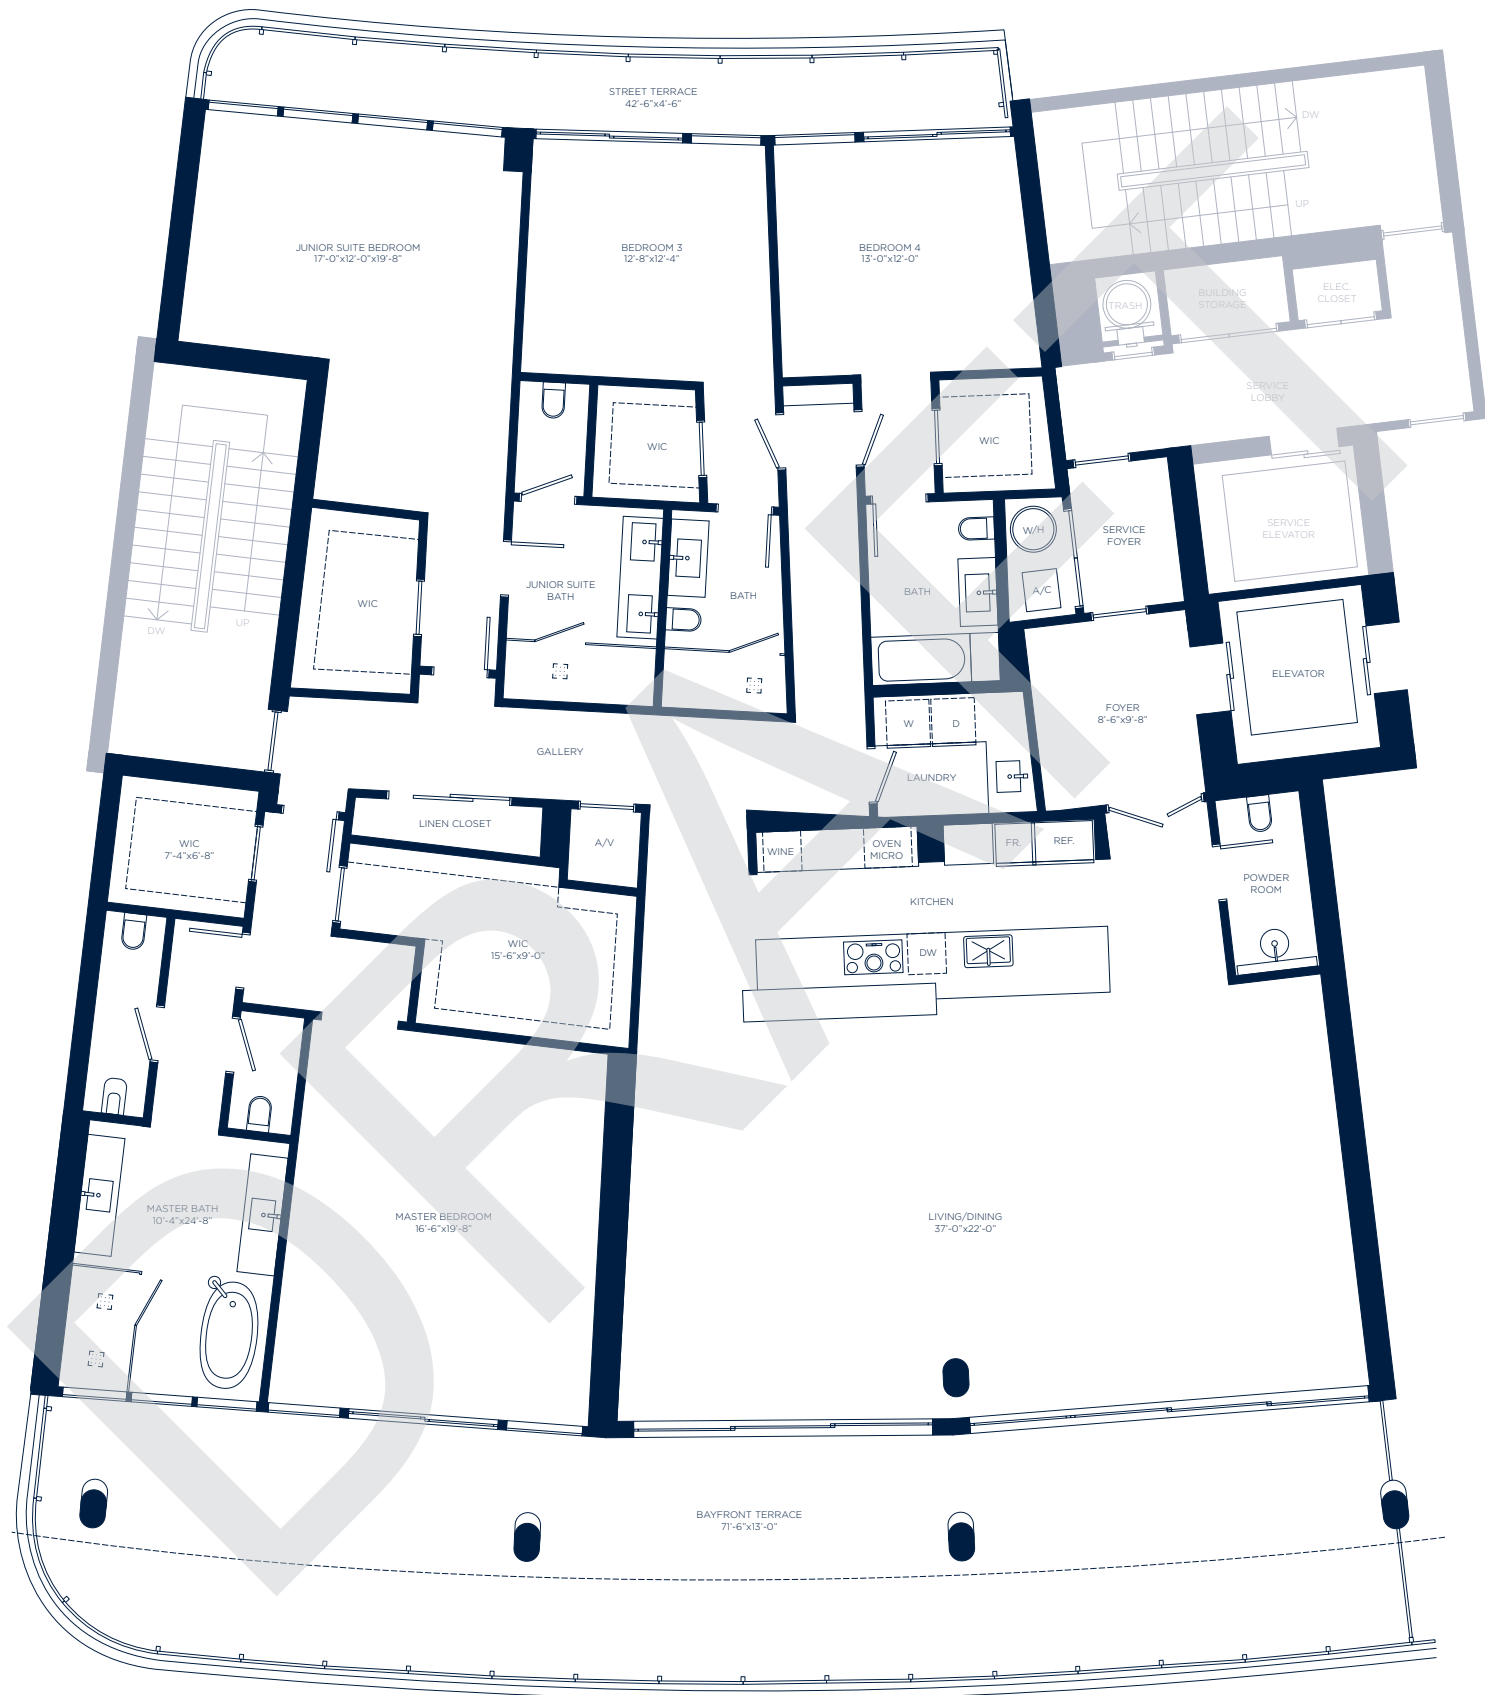 STREET TERRACE
42'-6"x4'-6"
DW
UP
JUNIOR SUITE BEDROOM
17'-0"x12'-0"x19'-8"
BEDROOM 3
12'-8"x12'-4"
BEDROOM 4
13'-0"x12'-0"
TRASH
BUILDING
STORAGE
ELEC.
CLOSET
SERVICE
LOBBY
WIC
WIC
SERVICE
ELEVATOR
W/H
SERVICE
FOYER
JUNIOR SUITE
BATH
BATH
BATH
A/C
WIC
DW
UP
ELEVATOR
FOYER
8'-6"x9'-8"
W
D
GALLERY
LAUNDRY
LINEN CLOSET
A/V
WIC
7'-4"x6'-8"
WINE
OVEN
MICRO
FR.
REF.
POWDER
ROOM
KITCHEN
WIC
15'-6"x9'-0"
DW
MASTER BATH
10'-4"x24'-8"
MASTER BEDROOM
16'-6"x19'-8"
LIVING/DINING
37'-0"x22'-0"
BAYFRONT TERRACE
71'-6"x13'-0"
DRAFT